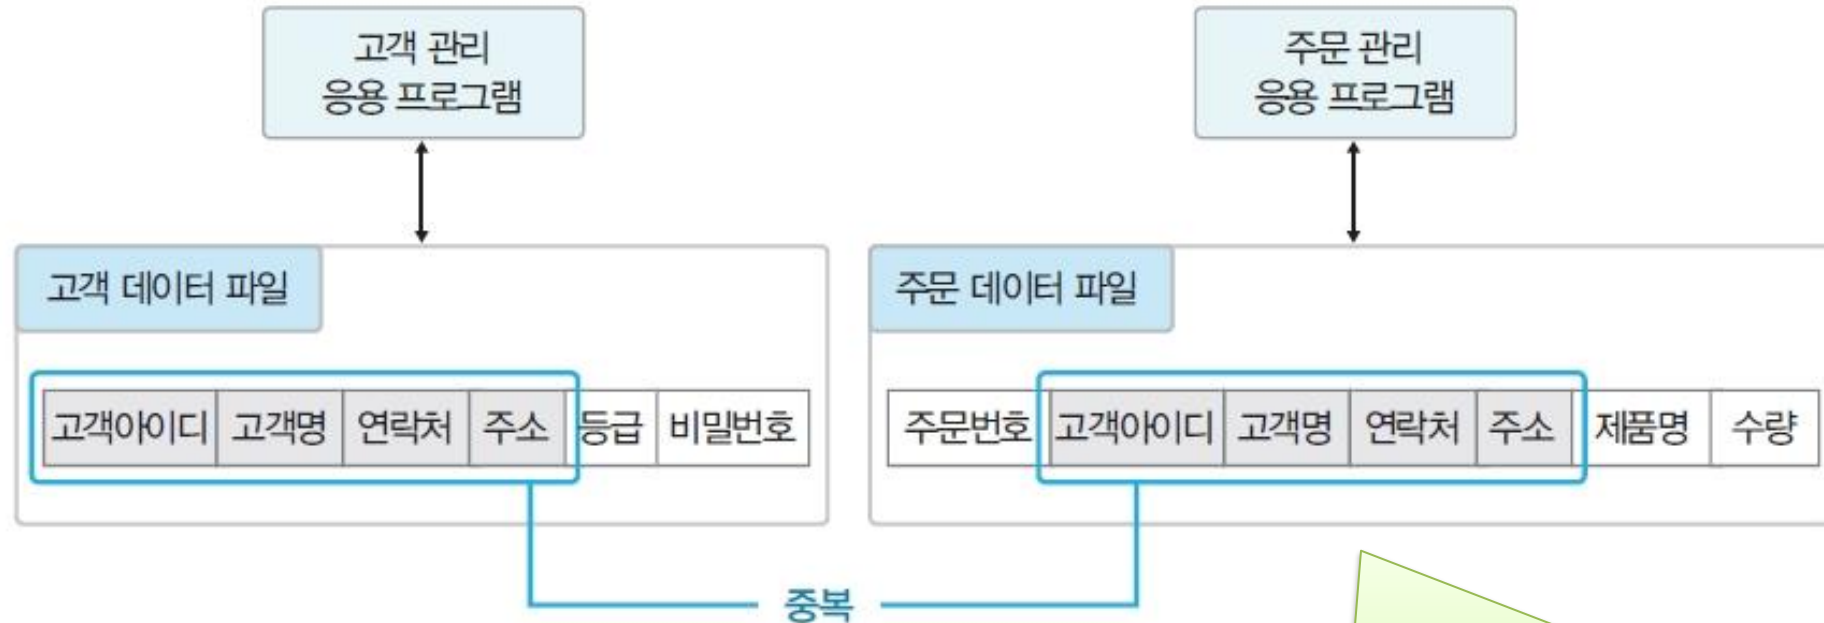 고객 관리
응용 프로그램
주문 관리
응용 프로그램
고객 데이터 파일
고객아이디 고객명 연락처 주소 등급 비밀번호
주문 데이터 파일
주문번호 고객아이디 고객명 연락처 주소 제품명 수량
중복